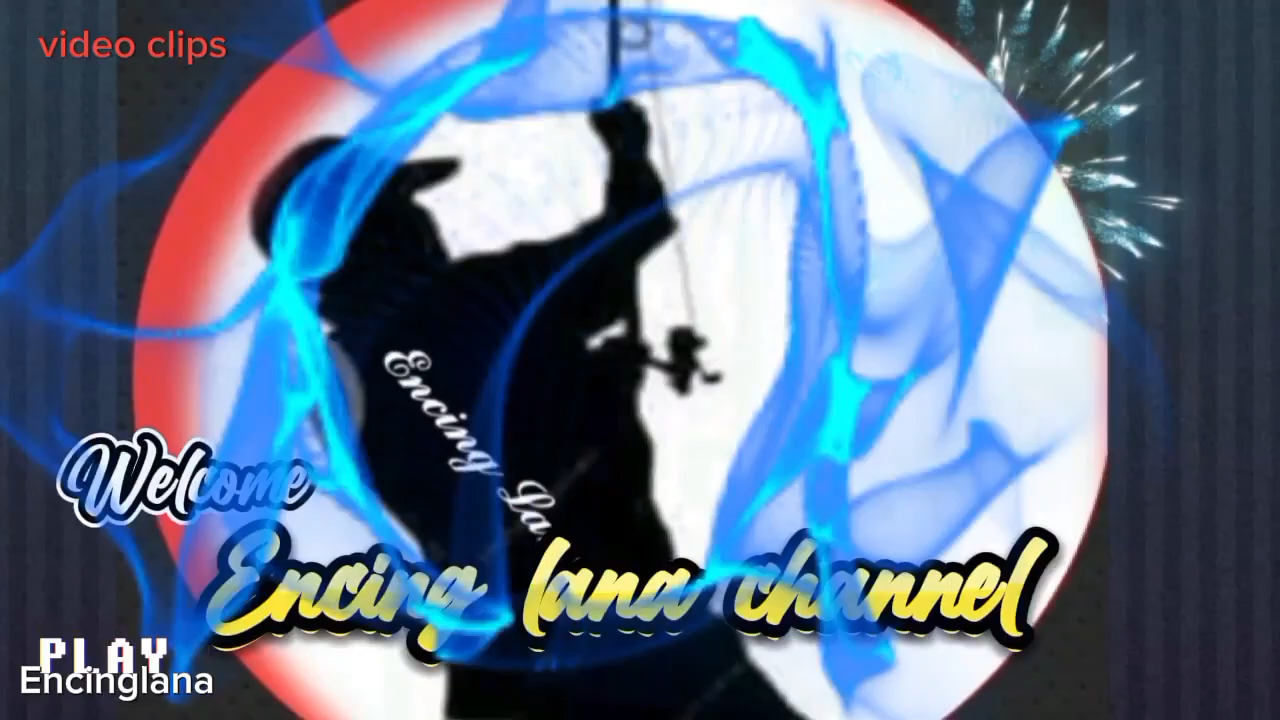 video clips
Encing La
Welcome
Encing lana channel
PLAY
Encinglana